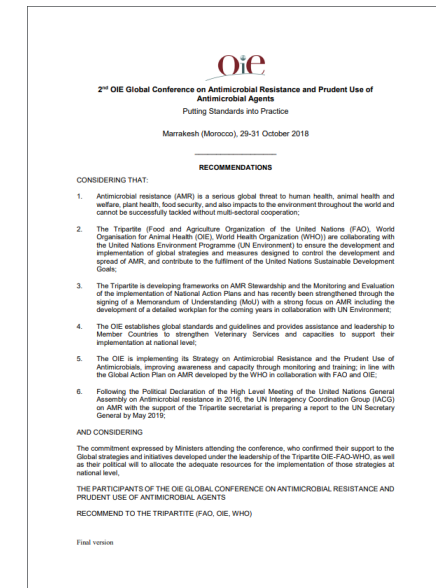 Oie
2nd OIE Global Conference on Antimicrobial Resistance and Prudent Use of
Antimicrobial Agents
Putting Standards into Practice
Marrakesh (Morocco), 29-31 October 2018
RECOMMENDATIONS
CONSIDERING THAT:
1. Antimicrobial resistance (AMR) is a serious global threat to human health, animal health and
welfare, plant health, food security, and also impacts to the environment throughout the world and
cannot be successfully tackled without multi-sectoral cooperation;
2. The Tripartite (Food and Agriculture Organization of the United Nations (FAO), World
Organisation for Animal Health (OIE), World Health Organization (WHO)) are collaborating with
the United Nations Environment Programme (UN Environment) to ensure the development and
implementation of global strategies and measures designed to control the development and
spread of AMR, and contribute to the fulfilment of the United Nations Sustainable Development
Goals;
3. The Tripartite is developing frameworks on AMR Stewardship and the Monitoring and Evaluation
of the implementation of National Action Plans and has recently been strengthened through the
signing of a Memorandum of Understanding (MoU) with a strong focus on AMR including the
development of a detailed workplan for the coming years in collaboration with UN Environment;
4. The OIE establishes global standards and guidelines and provides assistance and leadership to
Member Countries to strengthen Veterinary Services and capacities to support their
implementation at national level;
5. The OIE is implementing its Strategy on Antimicrobial Resistance and the Prudent Use of
Antimicrobials, improving awareness and capacity through monitoring and training; in line with
the Global Action Plan on AMR developed by the WHO in collaboration with FAO and OIE;
6. Following the Political Declaration of the High Level Meeting of the United Nations General
Assembly on Antimicrobial resistance in 2016, the UN Interagency Coordination Group (IACG)
on AMR with the support of the Tripartite secretariat is preparing a report to the UN Secretary
General by May 2019;
AND CONSIDERING
The commitment expressed by Ministers attending the conference, who confirmed their support to the
Global strategies and initiatives developed under the leadership of the Tripartite OIE-FAO-WHO, as well
as their political will to allocate the adequate resources for the implementation of those strategies at
national level,
THE PARTICIPANTS OF THE OIE GLOBAL CONFERENCE ON ANTIMICROBIAL RESISTANCE AND
PRUDENT USE OF ANTIMICROBIAL AGENTS
RECOMMEND TO THE TRIPARTITE (FAO, OIE, WHO)
Final version